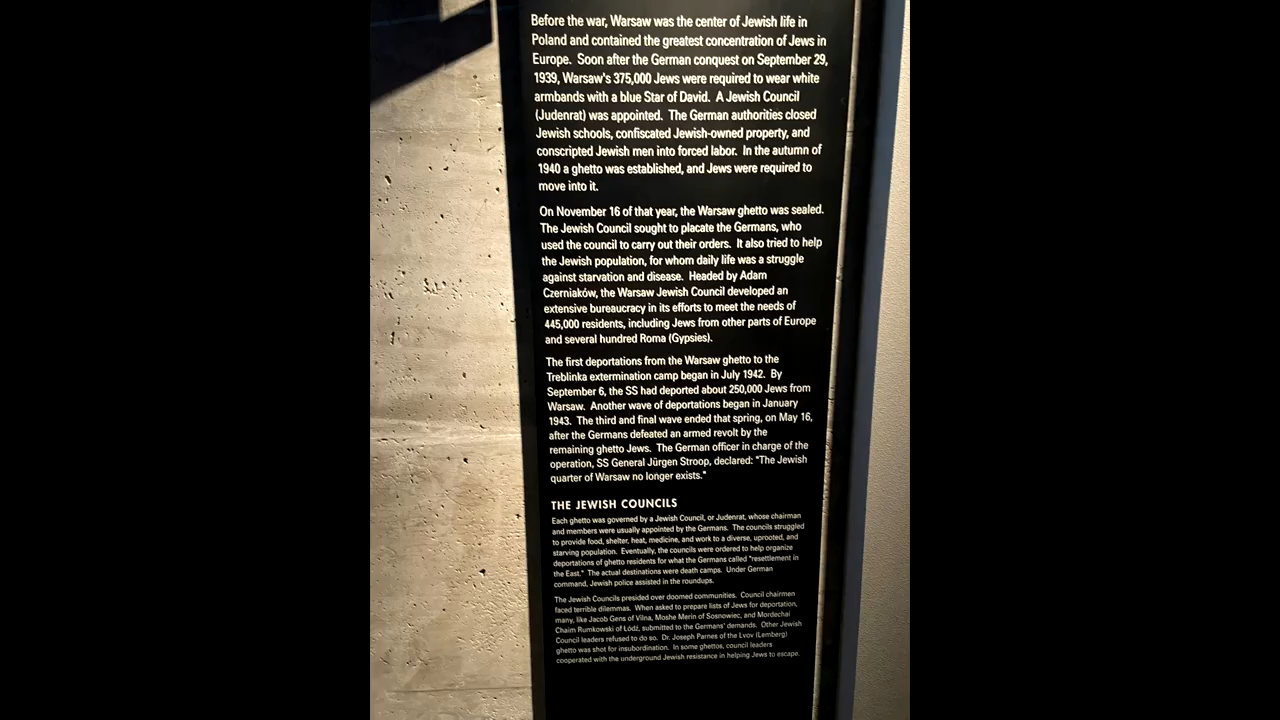 Before the war, Warsaw was the center of Jewish life in
Poland and contained the greatest concentration of Jews in
Europe. Soon after the German conquest on September 29,
1939, Warsaw's 375,000 Jews were required to wear white
armbands with a blue Star of David. A Jewish Council
(Judenrat) was appointed. The German authorities closed
Jewish schools, confiscated Jewish-owned property, and
conscripted Jewish men into forced labor. In the autumn of
1940 a ghetto was established, and Jews were required to
move into it.
On November 16 of that year, the Warsaw ghetto was sealed.
The Jewish Council sought to placate the Germans, who
used the council to carry out their orders. It also tried to help
the Jewish population, for whom daily life was a struggle
against starvation and disease. Headed by Adam
Czerniaków, the Warsaw Jewish Council developed an
extensive bureaucracy in its efforts to meet the needs of
445,000 residents, including Jews from other parts of Europe
and several hundred Roma (Gypsies).
The first deportations from the Warsaw ghetto to the
Treblinka extermination camp began in July 1942. By
September 6, the SS had deported about 250,000 Jews from
Warsaw. Another wave of deportations began in January
1943. The third and final wave ended that spring, on May 16,
after the Germans defeated an armed revolt by the
remaining ghetto Jews. The German officer in charge of the
operation, SS General Jürgen Stroop, declared: "The Jewish
quarter of Warsaw no longer exists."
THE JEWISH COUNCILS
Each ghetto was governed by a Jewish Council, or Judenrat, whose chairman
and members were usually appointed by the Germans. The councils struggled
to provide food, shelter, heat, medicine, and work to a diverse, uprooted, and
starving population. Eventually, the councils were ordered to help organize
deportations of ghetto residents for what the Germans called "resettlement in
the East." The actual destinations were death camps. Under German
command, Jewish police assisted in the roundups.
The Jewish Councils presided over doomed communities. Council chairmen
faced terrible dilemmas. When asked to prepare lists of Jews for deportation,
many, like Jacob Gens of Vilna, Moshe Merin of Sosnowiec, and Mordechai
Chaim Rumkowski of Łódź, submitted to the Germans' demands. Other Jewish
Council leaders refused to do so. Dr. Joseph Parnes of the Lvov (Lemberg)
ghetto was shot for insubordination. In some ghettos, council leaders
cooperated with the underground Jewish resistance in helping Jews to escape.